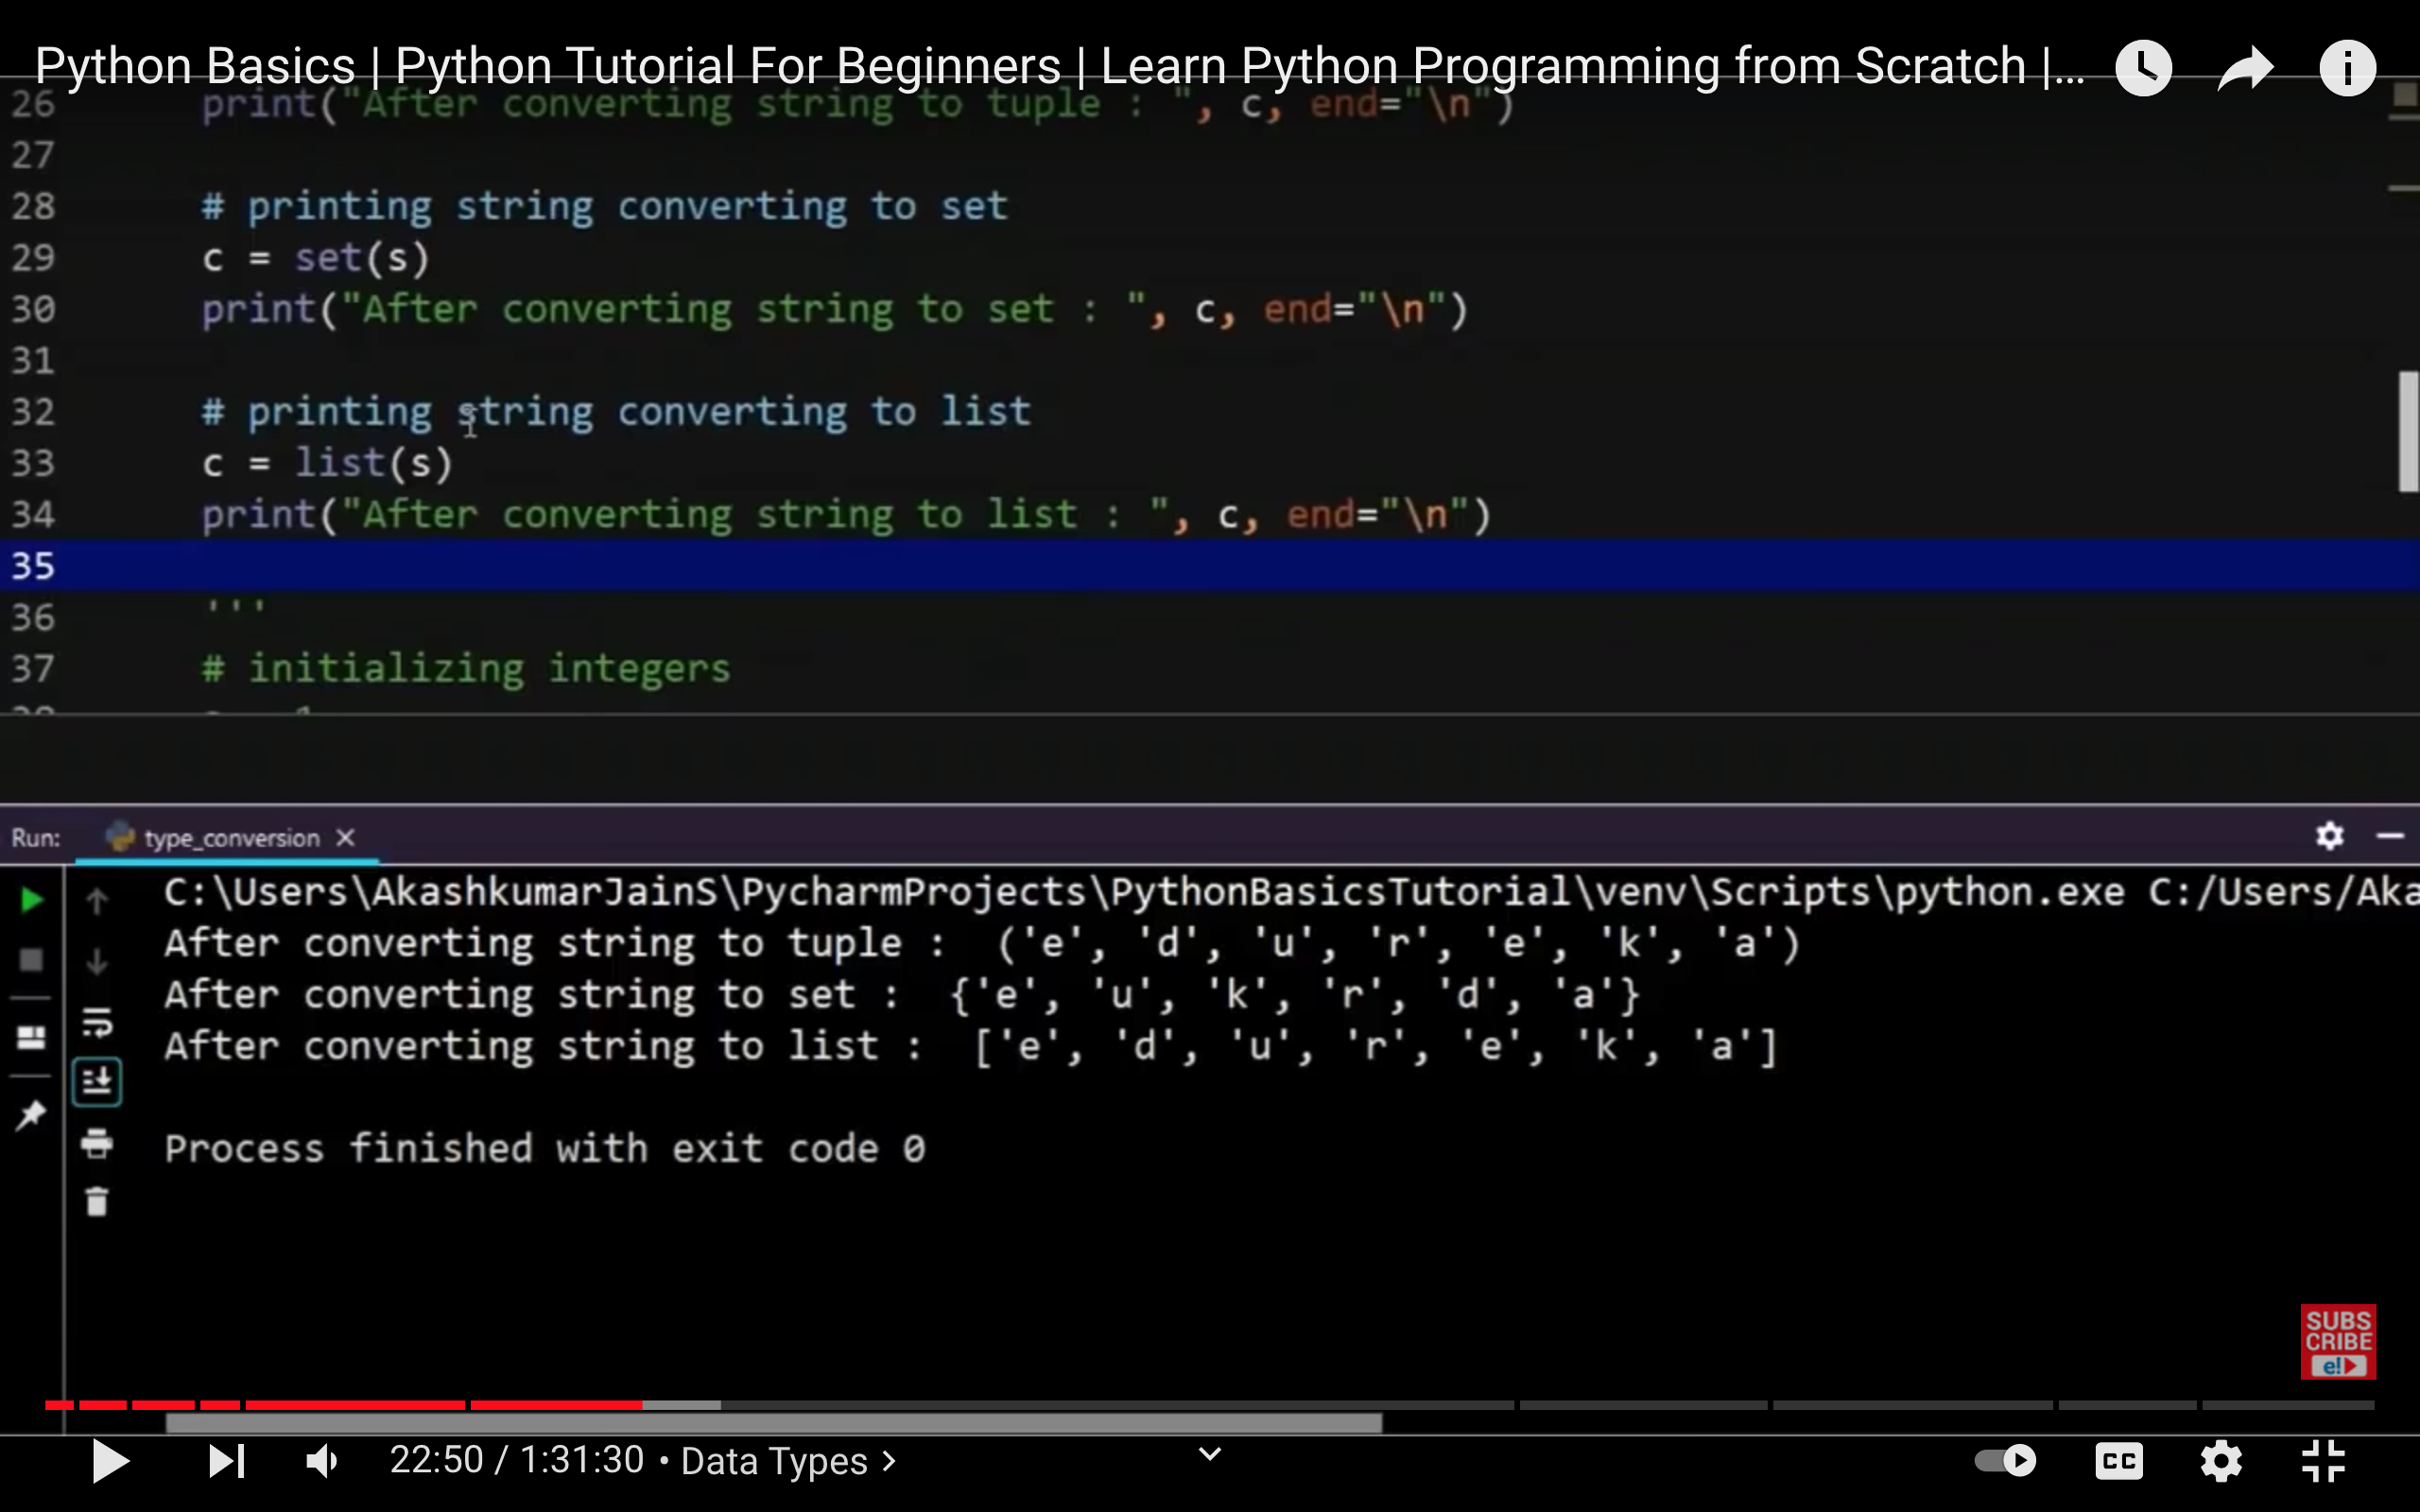 Python Basics | Python Tutorial For Beginners | Learn Python Programming from Scratch |...
26 print("After converting string to tuple : ", c, end="\n")
27
28 # printing string converting to set
29 c = set(s)
30 print("After converting string to set : ", c, end="\n")
31
32 # printing string converting to list
33 c = list(s)
34 print("After converting string to list : ", c, end="\n")
35
36 '''
37 # initializing integers
Run: type_conversion
C:\Users\AkashkumarJainS\PycharmProjects\PythonBasicsTutorial\venv\Scripts\python.exe C:/Users/Aka
After converting string to tuple :  ('e', 'd', 'u', 'r', 'e', 'k', 'a')
After converting string to set :  {'e', 'u', 'k', 'r', 'd', 'a'}
After converting string to list :  ['e', 'd', 'u', 'r', 'e', 'k', 'a']
Process finished with exit code 0
SUBS
CRIBE
e!
22:50 / 1:31:30 • Data Types >
CC